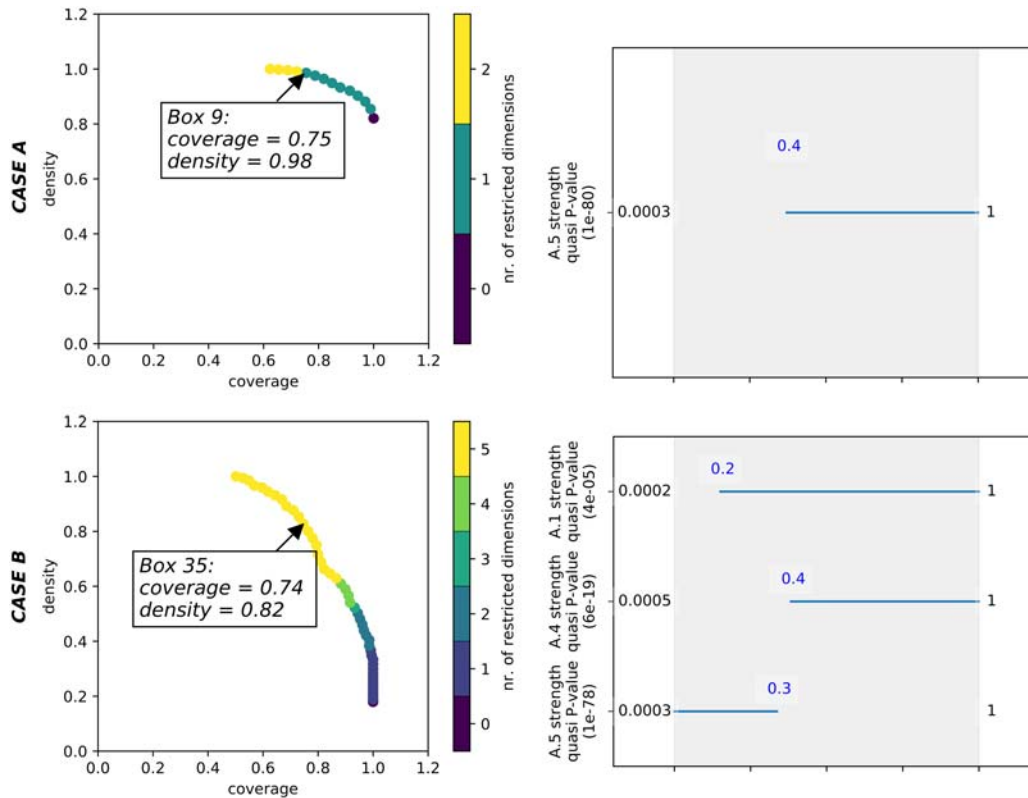 CASE A
density
1.2
1.0
0.8
0.6
0.4
0.2
0.0
0.0 0.2 0.4 0.6 0.8 1.0 1.2
coverage
Box 9:
coverage = 0.75
density = 0.98
2
1
0
nr. of restricted dimensions
A.5 strength
quasi P-value
(1e-80)
0.0003
0.4
1
CASE B
density
1.2
1.0
0.8
0.6
0.4
0.2
0.0
0.0 0.2 0.4 0.6 0.8 1.0 1.2
coverage
Box 35:
coverage = 0.74
density = 0.82
5
4
3
2
1
0
nr. of restricted dimensions
A.1 strength
quasi P-value
(4e-05)
0.0002
0.2
1
A.4 strength
quasi P-value
(6e-19)
0.0005
0.4
1
A.5 strength
quasi P-value
(1e-78)
0.0003
0.3
1